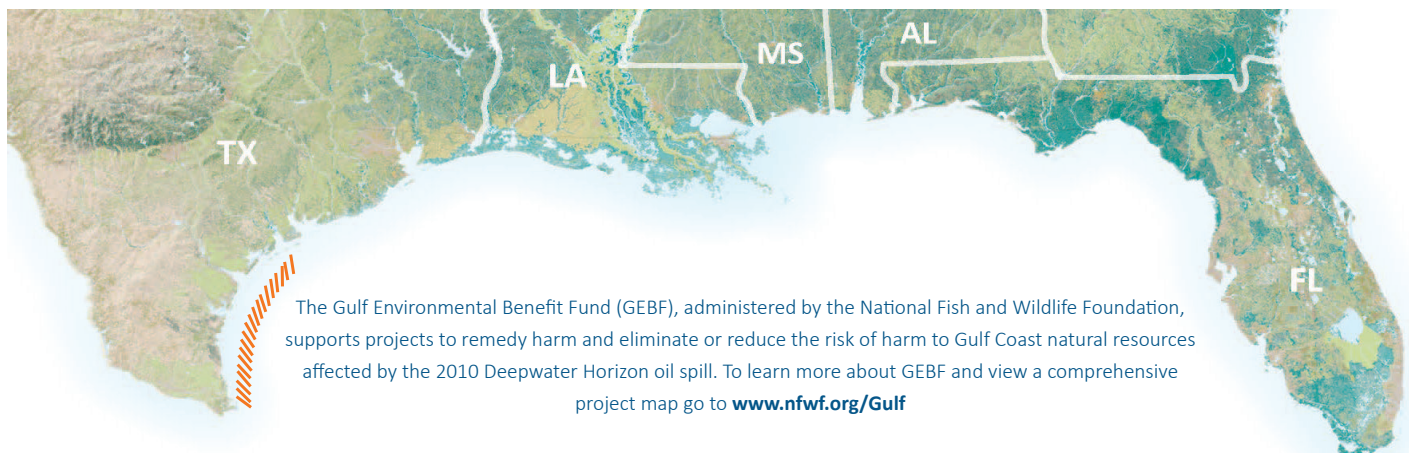 AL
MS
LA
TX
FL
The Gulf Environmental Benefit Fund (GEBF), administered by the National Fish and Wildlife Foundation,
supports projects to remedy harm and eliminate or reduce the risk of harm to Gulf Coast natural resources
affected by the 2010 Deepwater Horizon oil spill. To learn more about GEBF and view a comprehensive
project map go to www.nfwf.org/Gulf